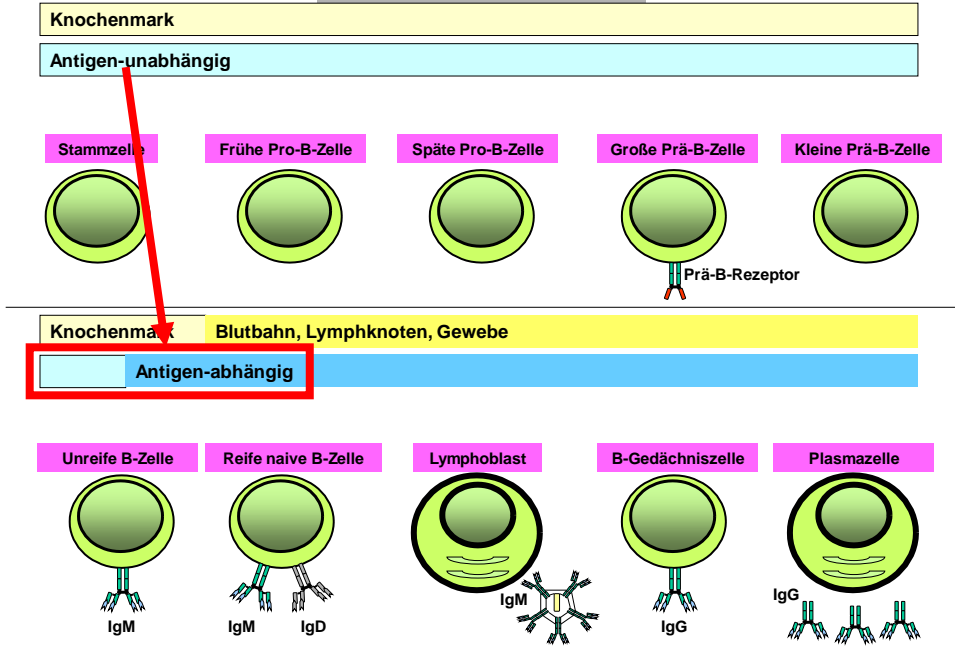 Knochenmark
Antigen-unabhängig
Stammzelle
Frühe Pro-B-Zelle
Späte Pro-B-Zelle
Große Prä-B-Zelle
Kleine Prä-B-Zelle
Prä-B-Rezeptor
Knochenmark
Blutbahn, Lymphknoten, Gewebe
Antigen-abhängig
Unreife B-Zelle
Reife naive B-Zelle
Lymphoblast
B-Gedächniszelle
Plasmazelle
IgM
IgM
IgD
IgM
IgG
IgG